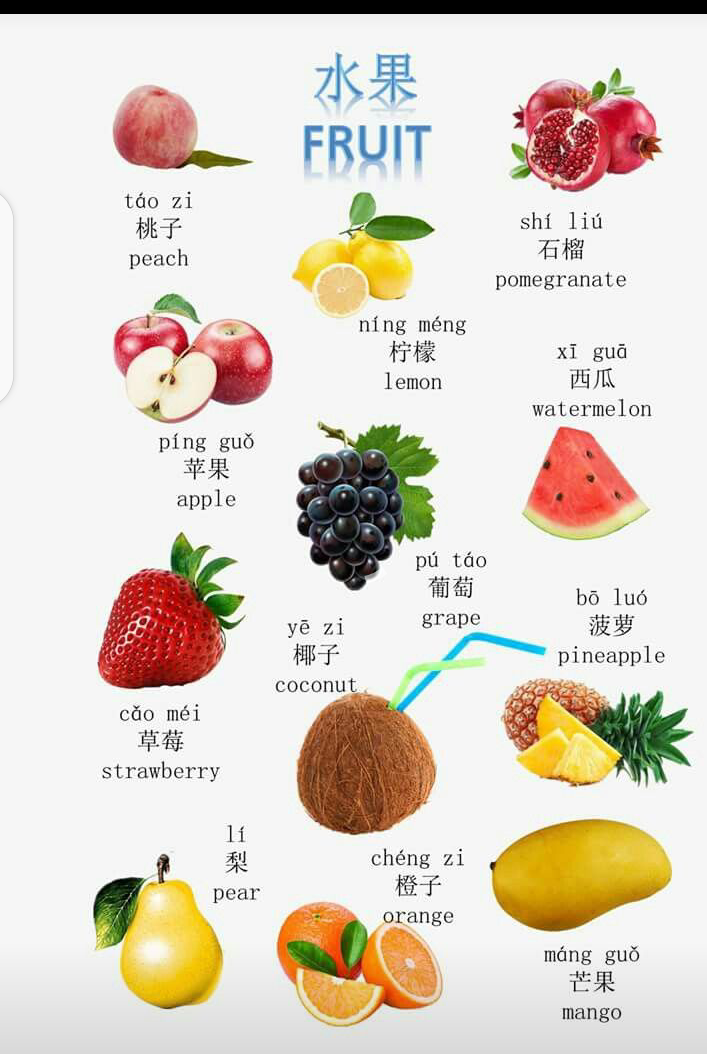 水果
FRUIT
táo zi
桃子
peach
shí liú
石榴
pomegranate
níng méng
柠檬
lemon
xī guā
西瓜
watermelon
píng guǒ
苹果
apple
pú táo
葡萄
grape
bō luó
菠萝
pineapple
yē zi
椰子
coconut
cǎo méi
草莓
strawberry
lí
梨
pear
chéng zi
橙子
orange
máng guǒ
芒果
mango